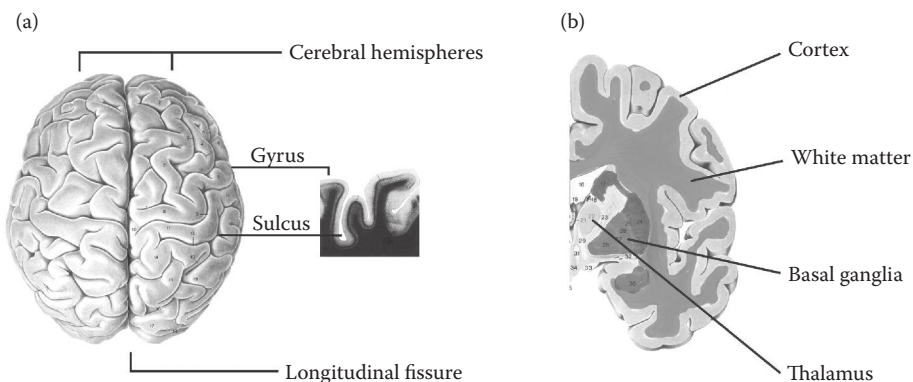 (a)
Cerebral hemispheres
Gyrus
Sulcus
Longitudinal fissure
(b)
Cortex
White matter
Basal ganglia
Thalamus